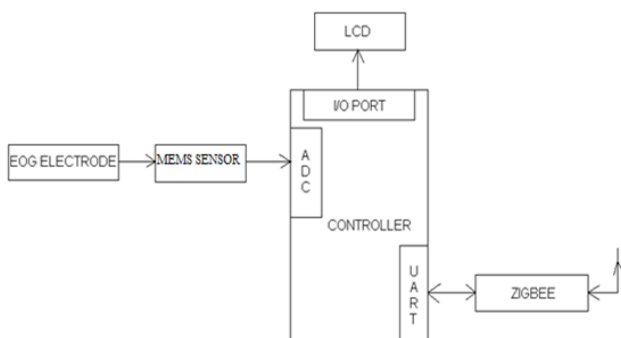 LCD
I/O PORT
EOG ELECTRODE
MEMS SENSOR
A
D
C
CONTROLLER
U
A
R
T
ZIGBEE